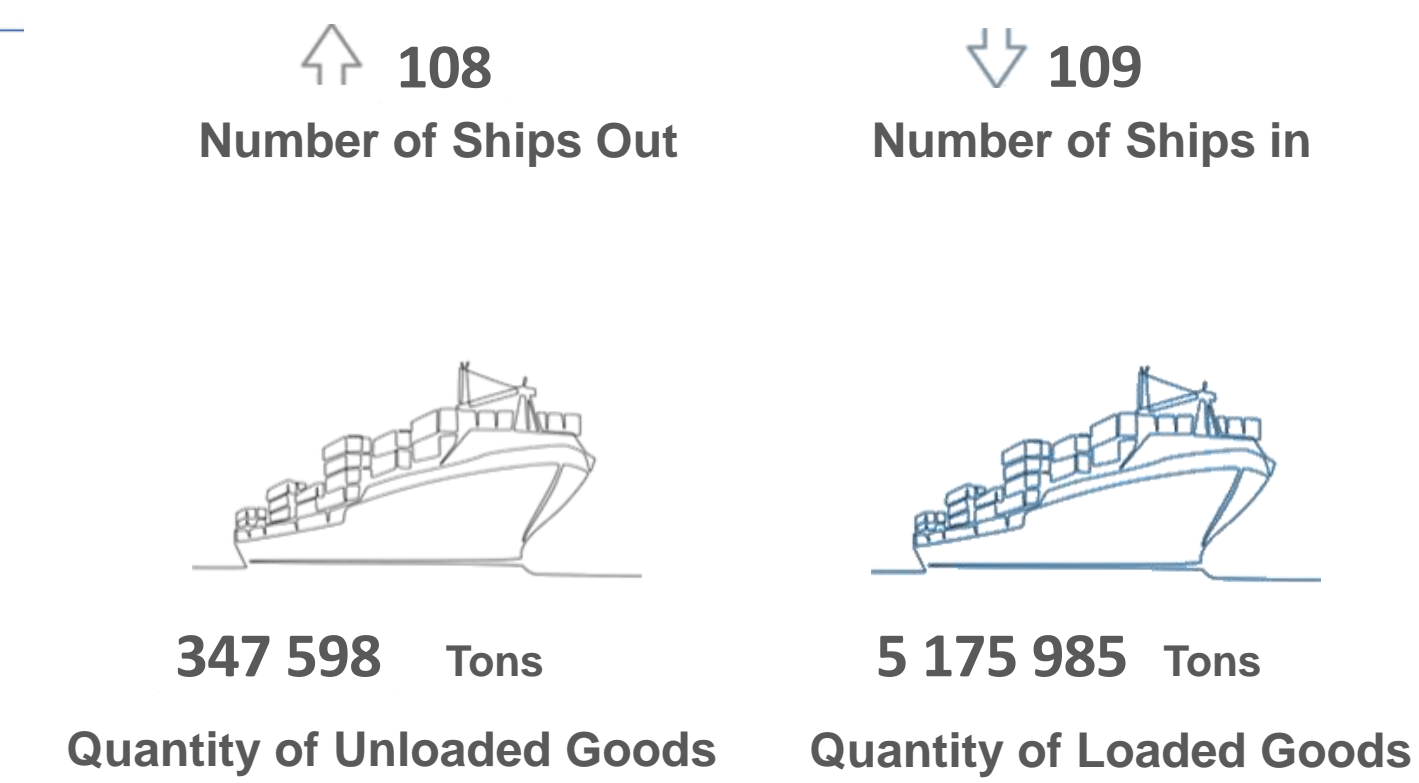 108
Number of Ships Out
109
Number of Ships in
347 598 Tons
Quantity of Unloaded Goods
5 175 985 Tons
Quantity of Loaded Goods